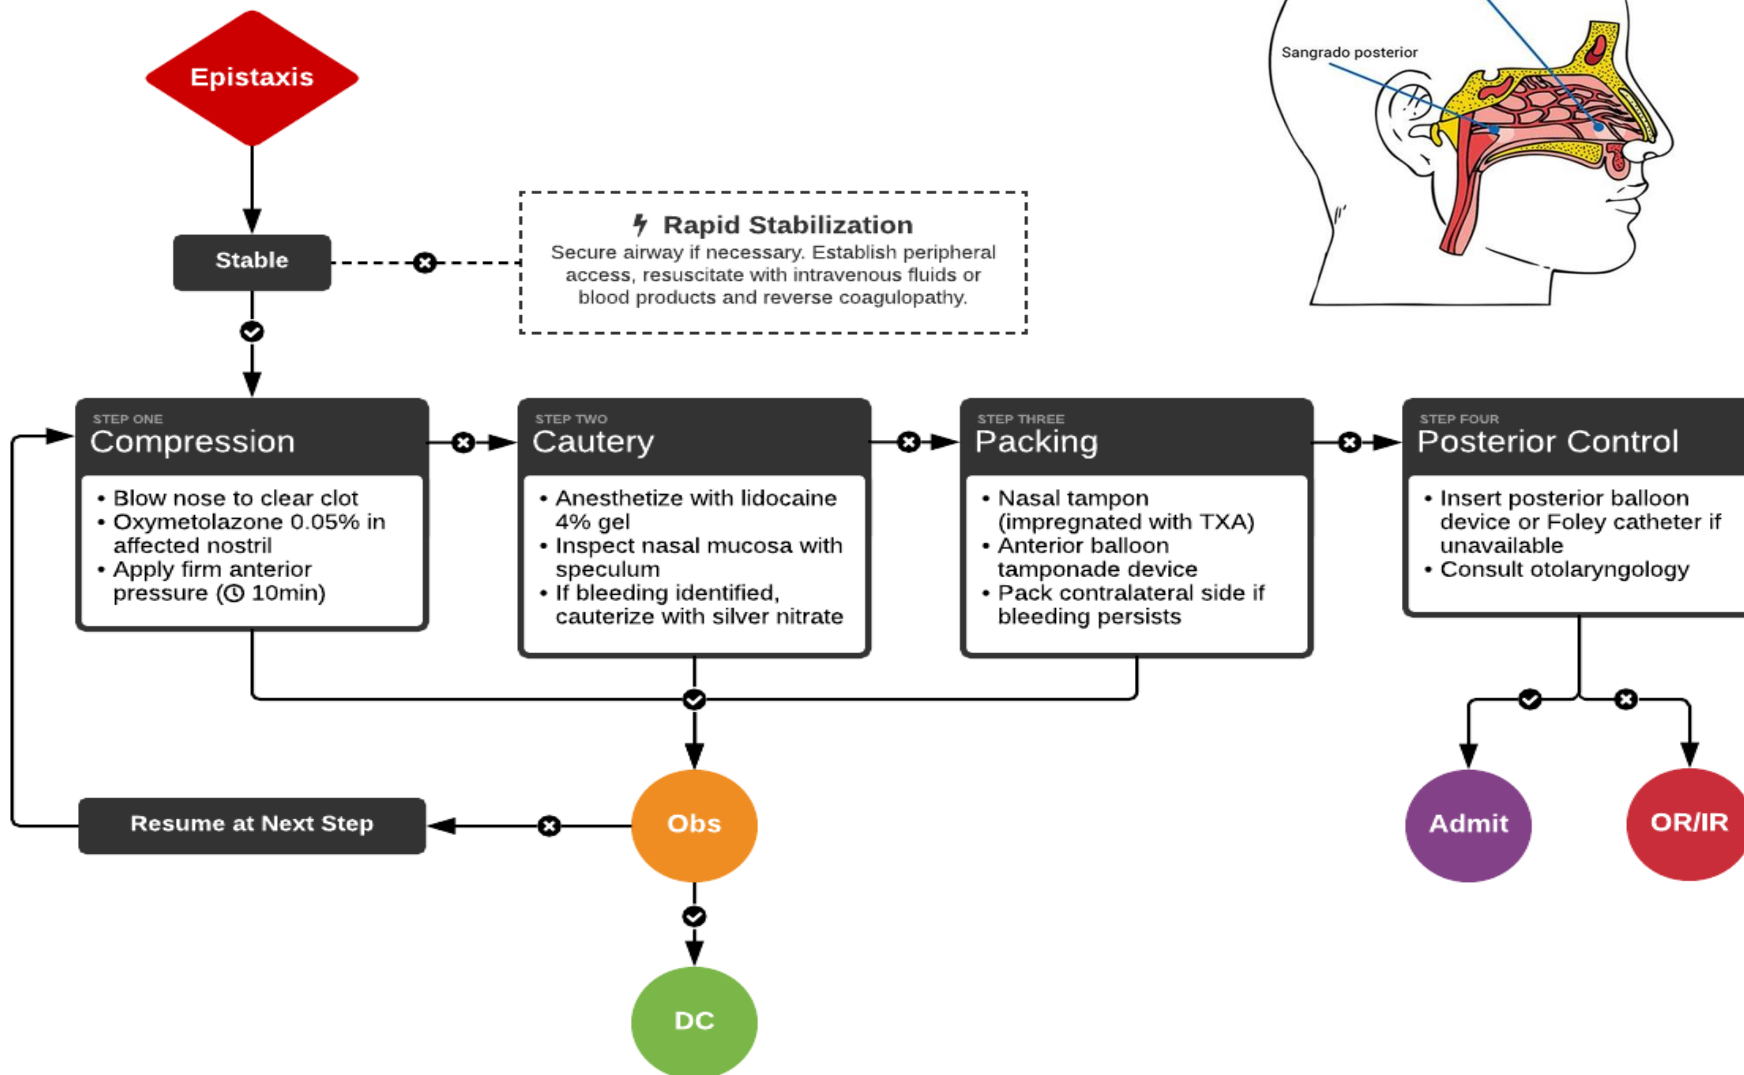 Epistaxis
Sangrado posterior
Stable
Rapid Stabilization
Secure airway if necessary. Establish peripheral
access, resuscitate with intravenous fluids or
blood products and reverse coagulopathy.
STEP ONE
Compression
• Blow nose to clear clot
• Oxymetolazone 0.05% in
affected nostril
• Apply firm anterior
pressure (10min)
STEP TWO
Cautery
• Anesthetize with lidocaine
4% gel
• Inspect nasal mucosa with
speculum
• If bleeding identified,
cauterize with silver nitrate
STEP THREE
Packing
• Nasal tampon
(impregnated with TXA)
• Anterior balloon
tamponade device
• Pack contralateral side if
bleeding persists
STEP FOUR
Posterior Control
• Insert posterior balloon
device or Foley catheter if
unavailable
• Consult otolaryngology
Resume at Next Step
Obs
Admit
OR/IR
DC